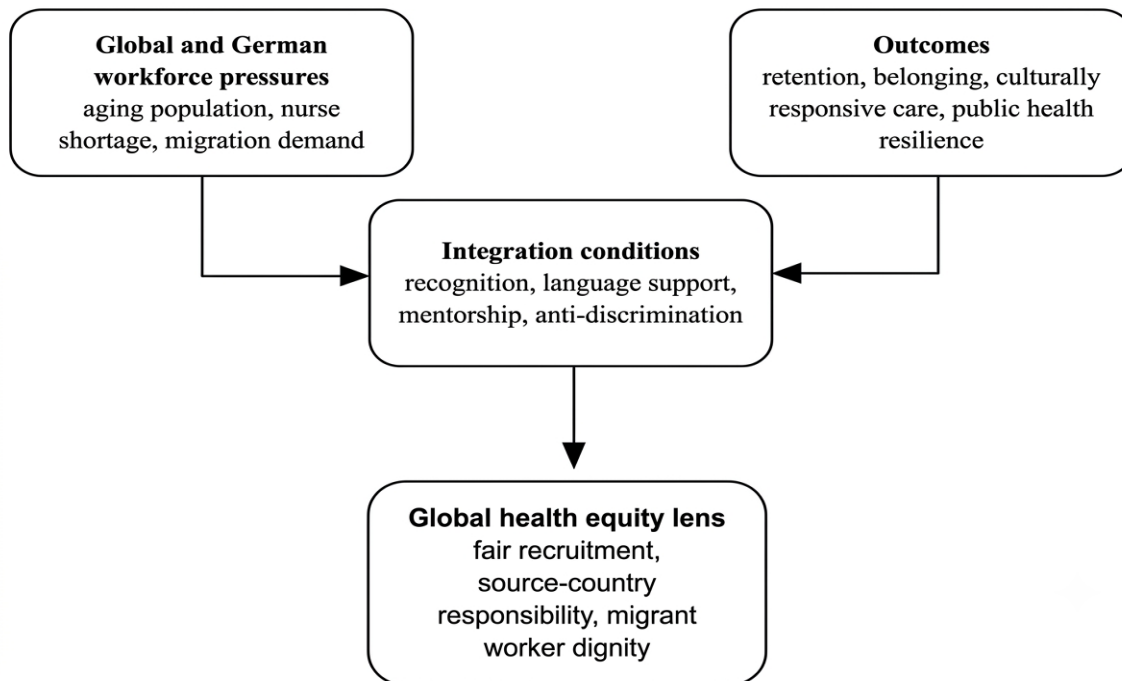 Global and German
workforce pressures
aging population, nurse
shortage, migration demand
Outcomes
retention, belonging, culturally
responsive care, public health
resilience
Integration conditions
recognition, language support,
mentorship, anti-discrimination
Global health equity lens
fair recruitment,
source-country
responsibility, migrant
worker dignity